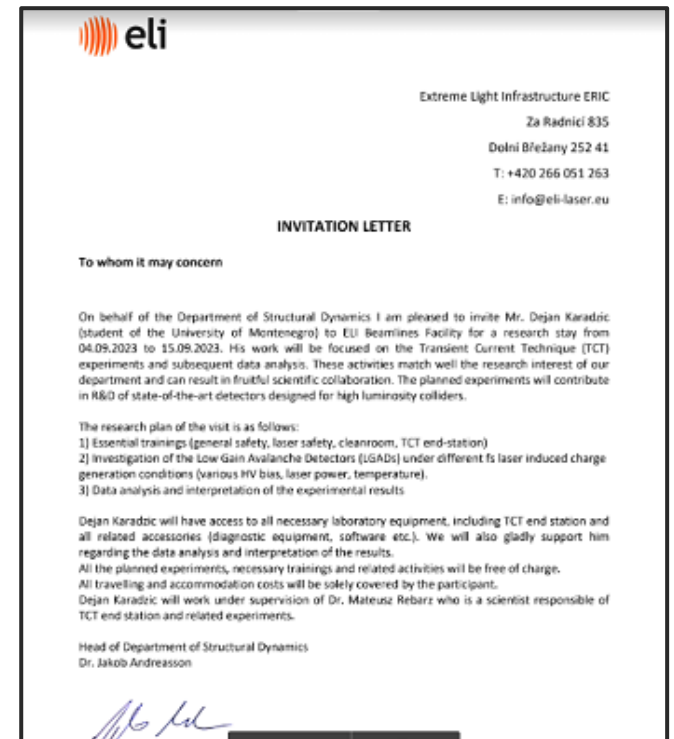 eli
Extreme Light Infrastructure ERIC
Za Radnicí 835
Dolní Břežany 252 41
T: +420 266 051 263
E: info@eli-laser.eu
INVITATION LETTER
To whom it may concern
On behalf of the Department of Structural Dynamics I am pleased to invite Mr. Dejan Karadzic
(student of the University of Montenegro) to ELI Beamlines Facility for a research stay from
04.09.2023 to 15.09.2023. His work will be focused on the Transient Current Technique (TCT)
experiments and subsequent data analysis. These activities match well the research interest of our
department and can result in fruitful scientific collaboration. The planned experiments will contribute
in R&D of state-of-the-art detectors designed for high luminosity colliders.
The research plan of the visit is as follows:
1) Essential trainings (general safety, laser safety, cleanroom, TCT end-station)
2) Investigation of the Low Gain Avalanche Detectors (LGADs) under different fs laser induced charge
generation conditions (various HV bias, laser power, temperature).
3) Data analysis and interpretation of the experimental results
Dejan Karadzic will have access to all necessary laboratory equipment, including TCT end station and
all related accessories (diagnostic equipment, software etc.). We will also gladly support him
regarding the data analysis and interpretation of the results.
All the planned experiments, necessary trainings and related activities will be free of charge.
All travelling and accommodation costs will be solely covered by the participant.
Dejan Karadzic will work under supervision of Dr. Mateusz Rebarz who is a scientist responsible of
TCT end station and related experiments.
Head of Department of Structural Dynamics
Dr. Jakob Andreasson